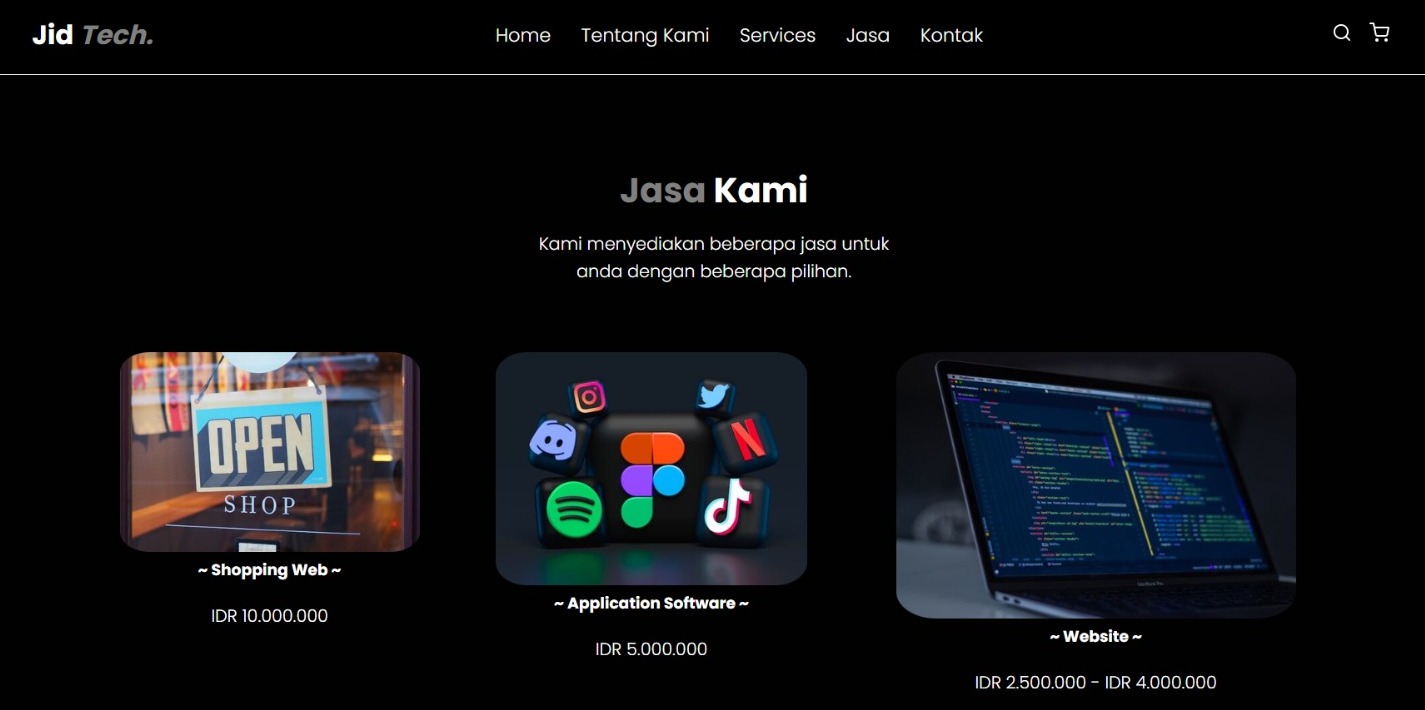 Jid Tech.
Home Tentang Kami Services Jasa Kontak
Jasa Kami
Kami menyediakan beberapa jasa untuk
anda dengan beberapa pilihan.
OPEN
SHOP
~ Shopping Web ~
IDR 10.000.000
~ Application Software ~
IDR 5.000.000
~ Website ~
IDR 2.500.000 - IDR 4.000.000